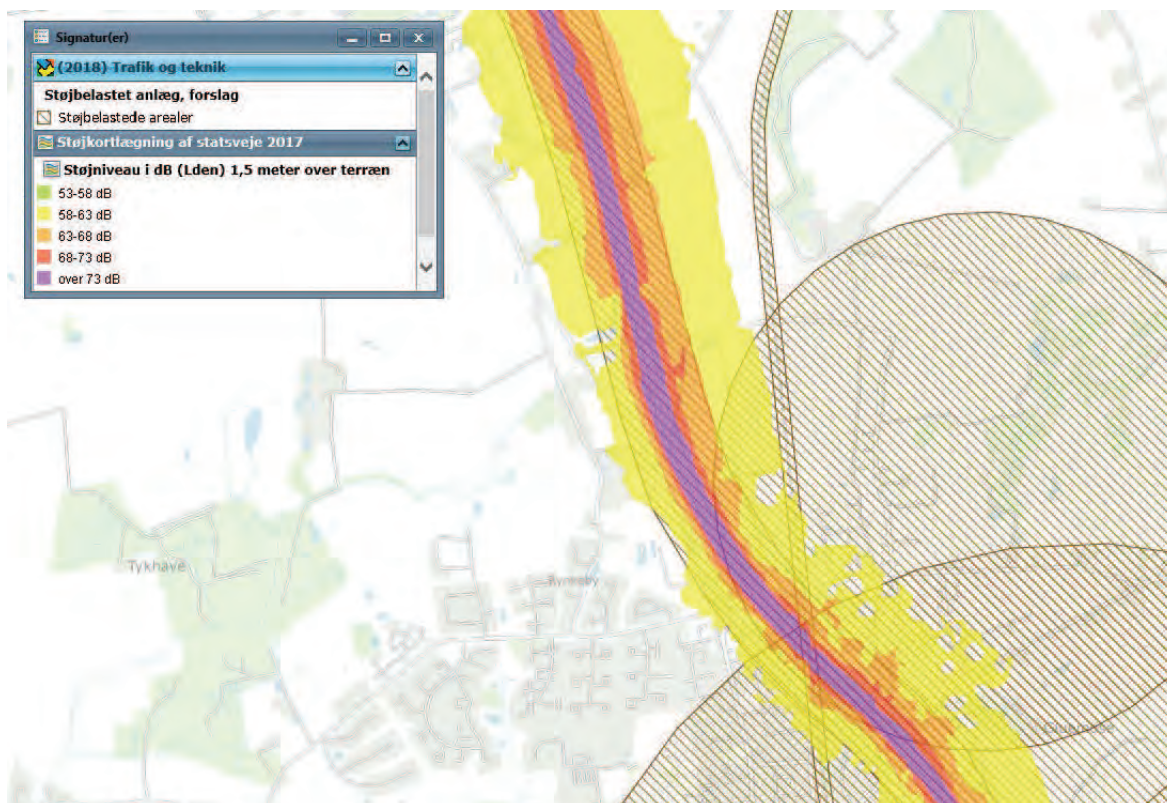 Signatur(er)
(2018) Trafik og teknik
Støjbelastet anlæg, forslag
Støjbelastede arealer
Støjkortlægning af statsveje 2017
Støjniveau i dB (Lden) 1,5 meter over terræn
53-58 dB
58-63 dB
63-68 dB
68-73 dB
over 73 dB
Tykhave